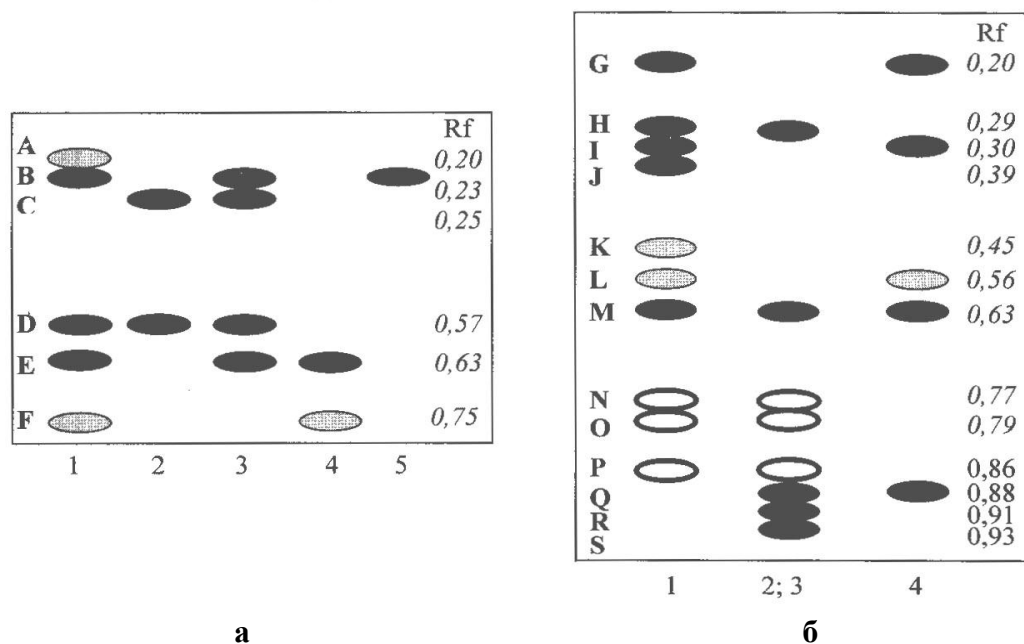 Rf
A 0,20
B 0,23
C 0,25
D 0,57
E 0,63
F 0,75
1 2 3 4 5
а
Rf
G 0,20
H 0,29
I 0,30
J 0,39
K 0,45
L 0,56
M 0,63
N 0,77
O 0,79
P 0,86
Q 0,88
R 0,91
S 0,93
1 2; 3 4
б